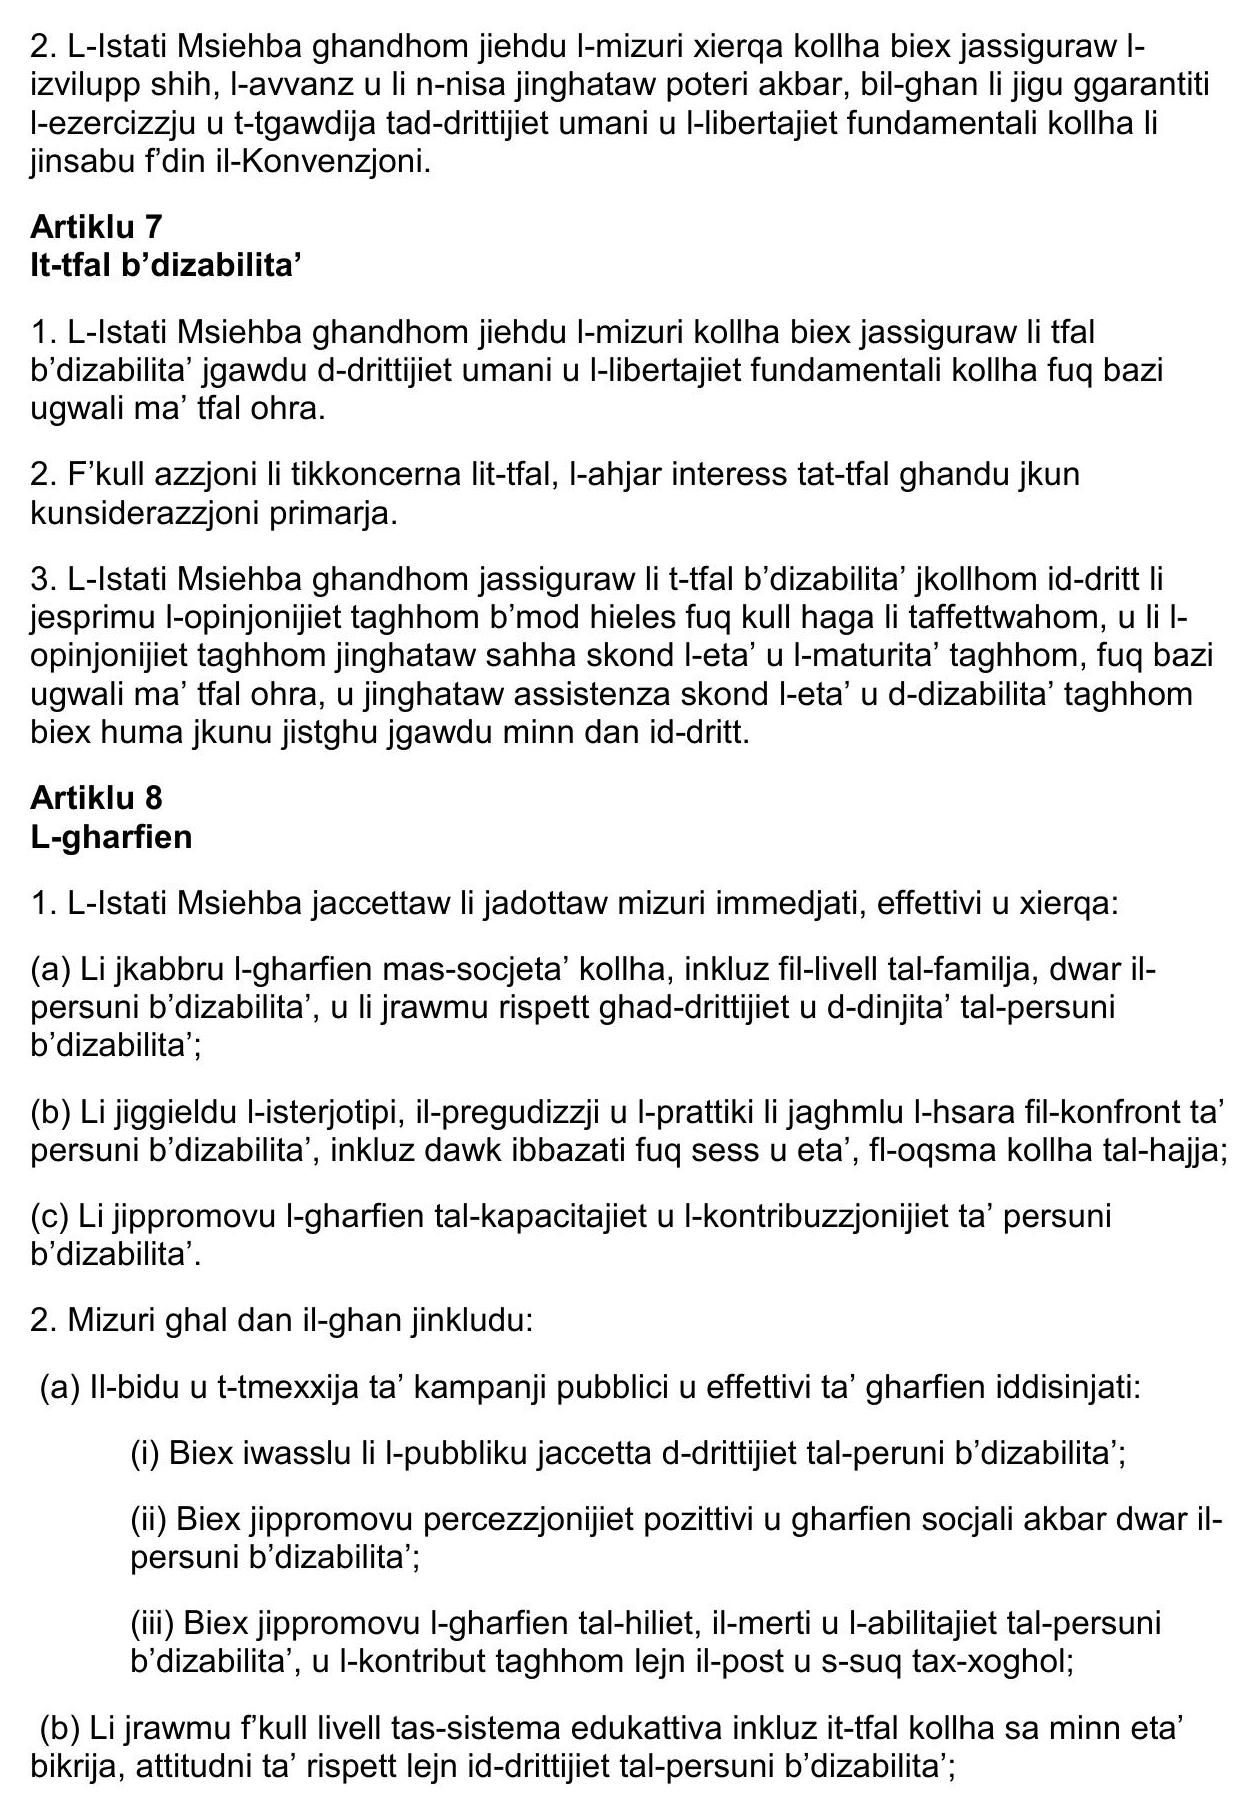 2. L-Istati Msiehba ghandhom jiehdu l-mizuri xierqa kollha biex jassiguraw l-
izvilupp shih, l-avvanz u li n-nisa jinghataw poteri akbar, bil-ghan li jigu ggarantiti
l-ezercizzju u t-tgawdija tad-drittijiet umani u l-libertajiet fundamentali kollha li
jinsabu f’din il-Konvenzjoni.
Artiklu 7
It-tfal b’dizabilita’
1. L-Istati Msiehba ghandhom jiehdu l-mizuri kollha biex jassiguraw li tfal
b’dizabilita’ jgawdu d-drittijiet umani u l-libertajiet fundamentali kollha fuq bazi
ugwali ma’ tfal ohra.
2. F’kull azzjoni li tikkoncerna lit-tfal, l-ahjar interess tat-tfal ghandu jkun
kunsiderazzjoni primarja.
3. L-Istati Msiehba ghandhom jassiguraw li t-tfal b’dizabilita’ jkollhom id-dritt li
jesprimu l-opinjonijiet taghhom b’mod hieles fuq kull haga li taffettwahom, u li l-
opinjonijiet taghhom jinghataw sahha skond l-eta’ u l-maturita’ taghhom, fuq bazi
ugwali ma’ tfal ohra, u jinghataw assistenza skond l-eta’ u d-dizabilita’ taghhom
biex huma jkunu jistghu jgawdu minn dan id-dritt.
Artiklu 8
L-gharfien
1. L-Istati Msiehba jaccettaw li jadottaw mizuri immedjati, effettivi u xierqa:
(a) Li jkabbru l-gharfien mas-socjeta’ kollha, inkluz fil-livell tal-familja, dwar il-
persuni b’dizabilita’, u li jrawmu rispett ghad-drittijiet u d-dinjita’ tal-persuni
b’dizabilita’;
(b) Li jiggieldu l-isterjotipi, il-pregudizzji u l-prattiki li jaghmlu l-hsara fil-konfront ta’
persuni b’dizabilita’, inkluz dawk ibbazati fuq sess u eta’, fl-oqsma kollha tal-hajja;
(c) Li jippromovu l-gharfien tal-kapacitajiet u l-kontribuzzjonijiet ta’ persuni
b’dizabilita’.
2. Mizuri ghal dan il-ghan jinkludu:
(a) Il-bidu u t-tmexxija ta’ kampanji pubblici u effettivi ta’ gharfien iddisinjati:
(i) Biex iwasslu li l-pubbliku jaccetta d-drittijiet tal-peruni b’dizabilita’;
(ii) Biex jippromovu percezzjonijiet pozittivi u gharfien socjali akbar dwar il-
persuni b’dizabilita’;
(iii) Biex jippromovu l-gharfien tal-hiliet, il-merti u l-abilitajiet tal-persuni
b’dizabilita’, u l-kontribut taghhom lejn il-post u s-suq tax-xoghol;
(b) Li jrawmu f’kull livell tas-sistema edukattiva inkluz it-tfal kollha sa minn eta’
bikrija, attitudni ta’ rispett lejn id-drittijiet tal-persuni b’dizabilita’;